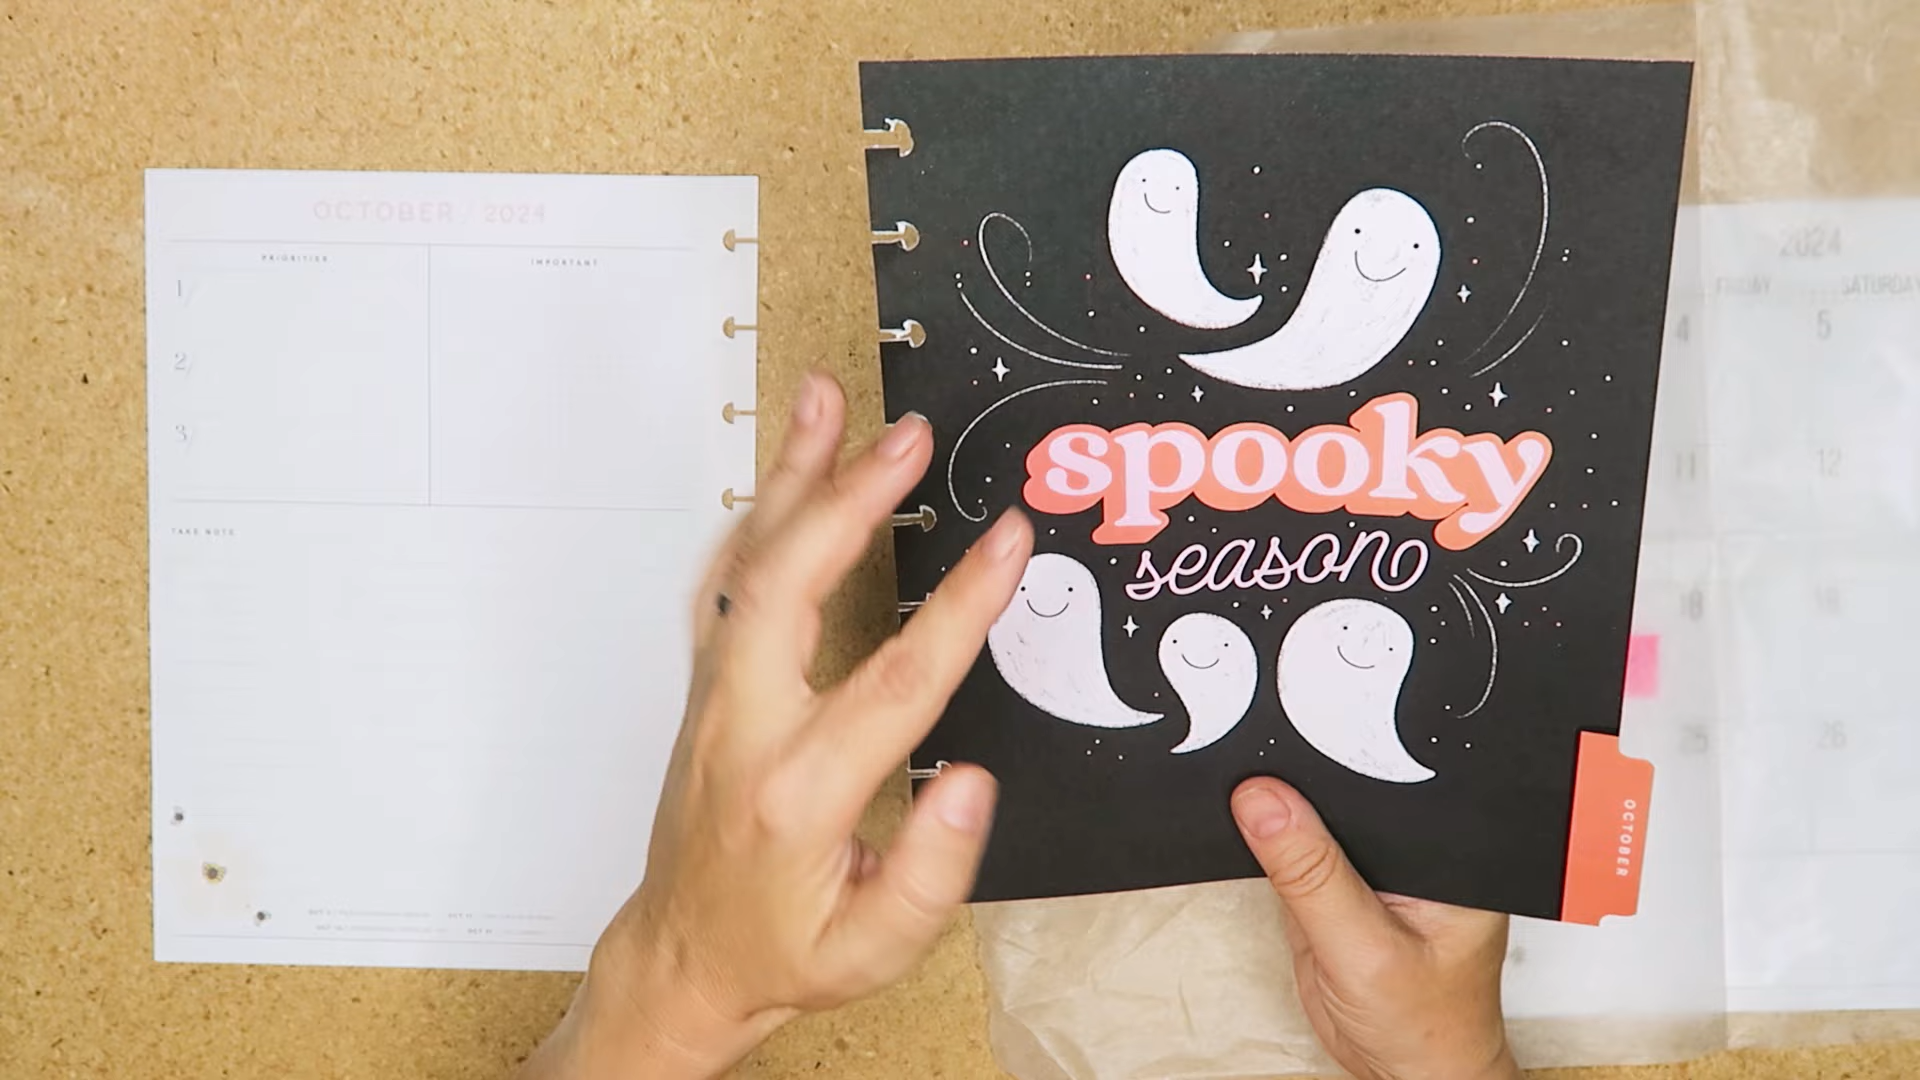 OCTOBER / 2024
PRIORITIES
IMPORTANT
1/
2/
3/
TAKE NOTE
spooky
season
OCTOBER
2024
FRIDAY SATURDAY
4 5
11 12
18 19
25 26